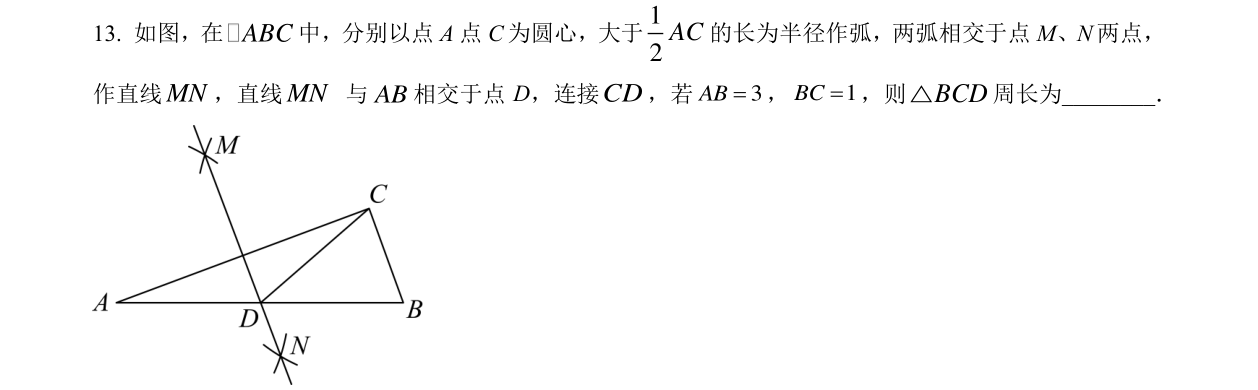 13. 如图，在□ABC 中，分别以点 A 点 C 为圆心，大于 1/2 AC 的长为半径作弧，两弧相交于点 M、N 两点，
作直线 MN ，直线 MN 与 AB 相交于点 D，连接 CD ，若 AB = 3 ， BC =1，则 △BCD 周长为________．
M
C
A
D
B
N